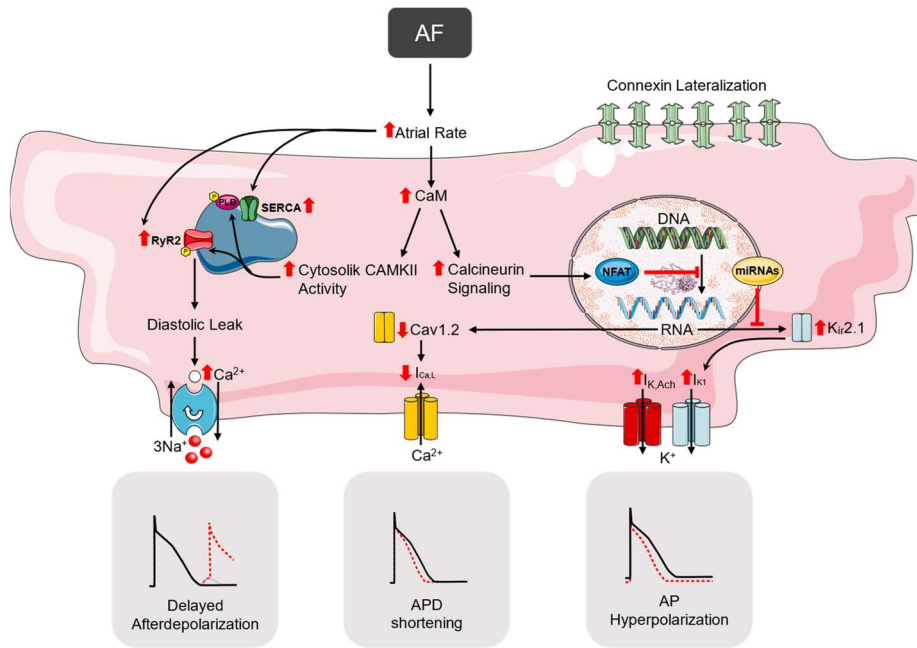 AF
Connexin Lateralization
Atrial Rate
CaM
P
PLB
SERCA
RyR2
P
DNA
Cytosolik CAMKII
Activity
Calcineurin
Signaling
NFAT
miRNAs
Diastolic Leak
Cav1.2
RNA
Kir2.1
Ca2+
ICa,L
IK,Ach
IK1
3Na+
Ca2+
K+
Delayed
Afterdepolarization
APD
shortening
AP
Hyperpolarization